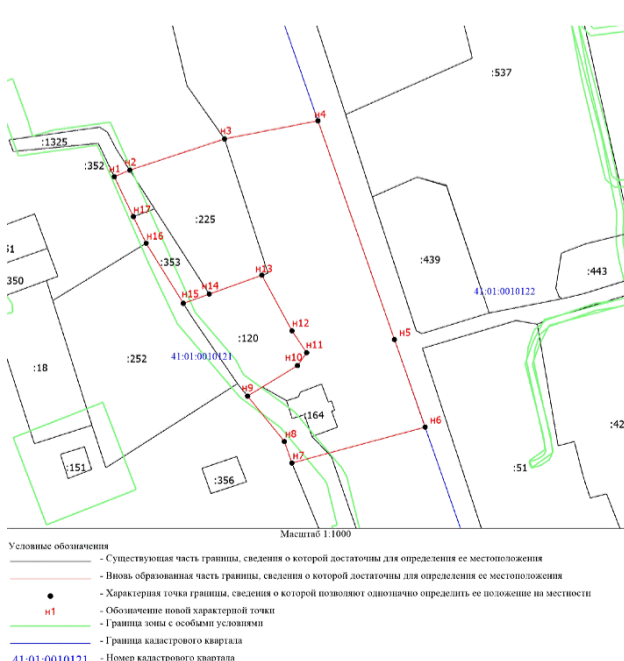 :537
н4
н3
:1325
:352
н1
н2
н17
:225
н16
:353
н13
:439
:443
41:01:0010122
51
350
н15
н14
:120
н12
н5
н11
41:01:0010121
н10
:252
:18
н9
:164
н6
:42
н8
н7
:151
:356
:51
Масштаб 1:1000
Условные обозначения
- Существующая часть границы, сведения о которой достаточны для определения ее местоположения
- Вновь образованная часть границы, сведения о которой достаточны для определения ее местоположения
- Характерная точка границы, сведения о которой позволяют однозначно определить ее положение на местности
н1 - Обозначение новой характерной точки
- Граница зоны с особыми условиями
- Граница кадастрового квартала
41:01:0010121 - Номер кадастрового квартала